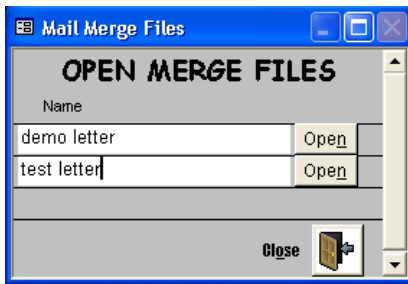 Mail Merge Files
OPEN MERGE FILES
Name
demo letter Open
test letter Open
Close